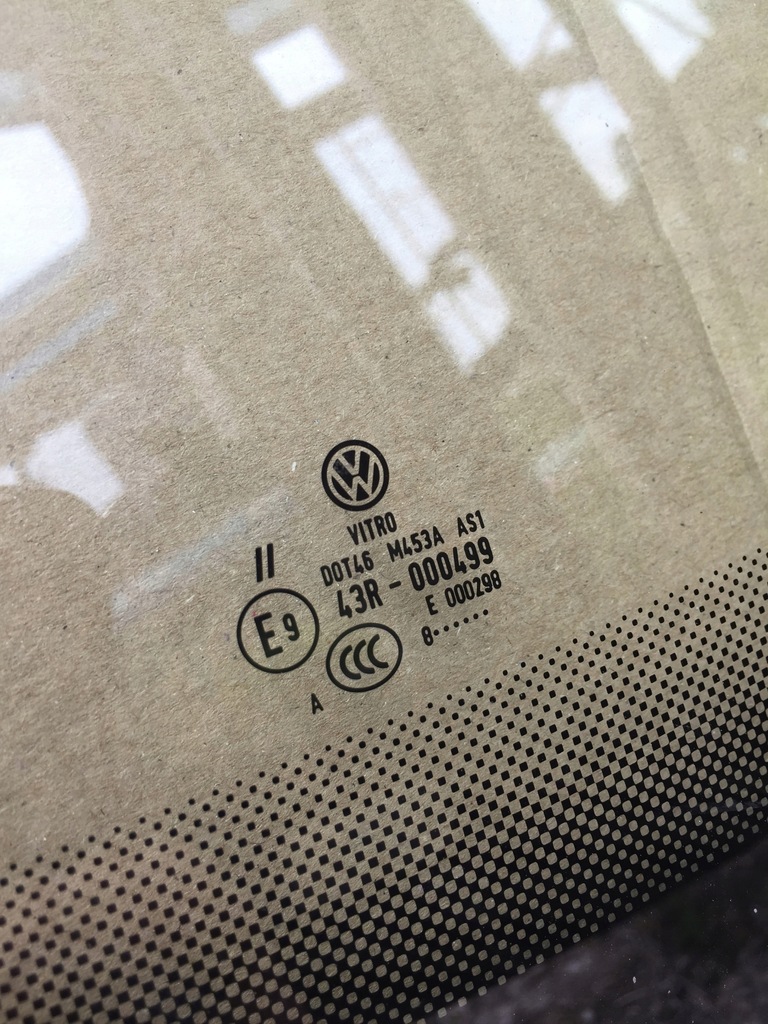 VITRO
II
DOT46 M453A AS1
43R - 000499
E9
E 000298
CCC
8······
A